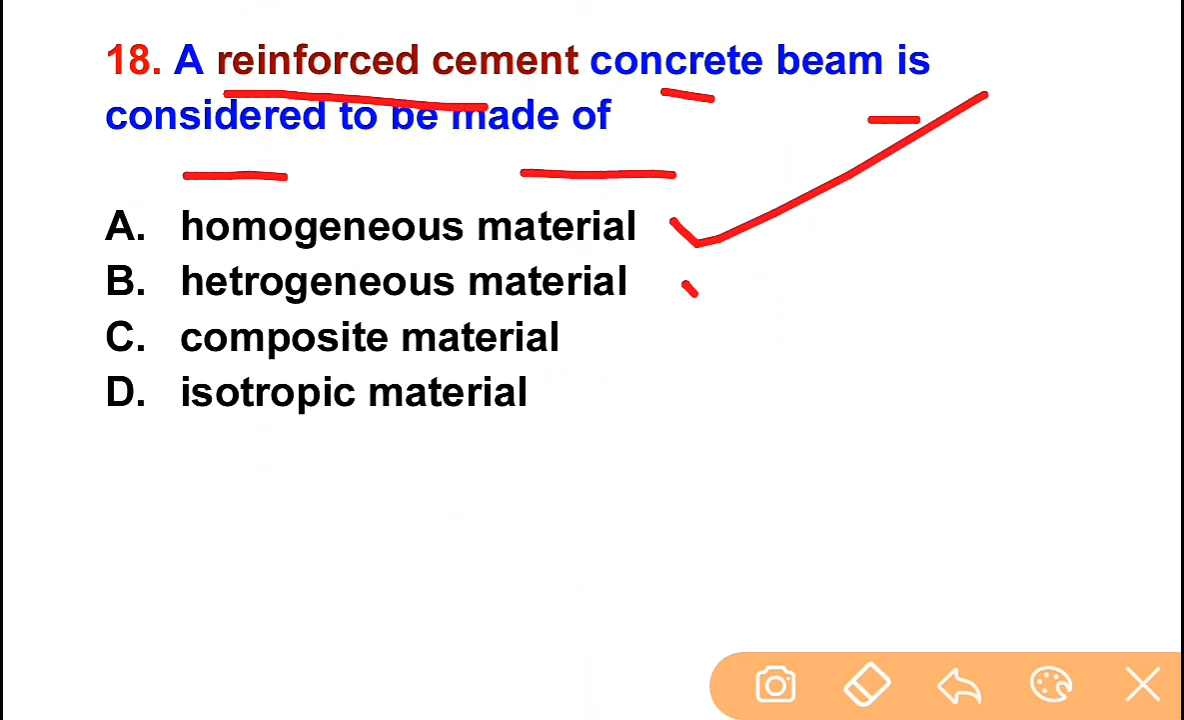 18. A reinforced cement concrete beam is
considered to be made of
A. homogeneous material
B. hetrogeneous material
C. composite material
D. isotropic material